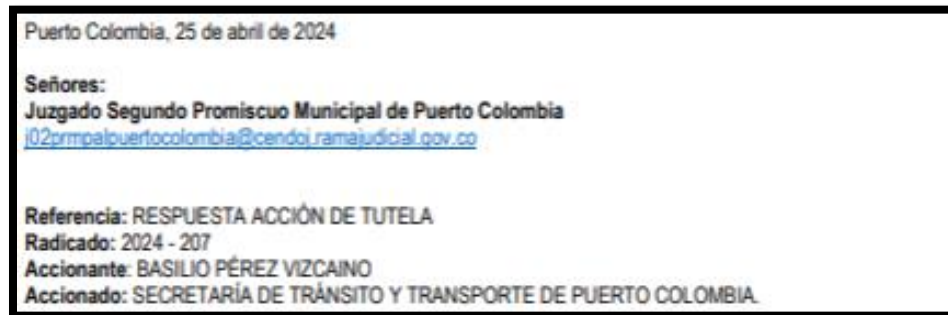 Puerto Colombia, 25 de abril de 2024
Señores:
Juzgado Segundo Promiscuo Municipal de Puerto Colombia
j02prmpalpuertocolombia@cendoj.ramajudicial.gov.co
Referencia: RESPUESTA ACCIÓN DE TUTELA
Radicado: 2024 - 207
Accionante: BASILIO PÉREZ VIZCAINO
Accionado: SECRETARÍA DE TRÁNSITO Y TRANSPORTE DE PUERTO COLOMBIA.